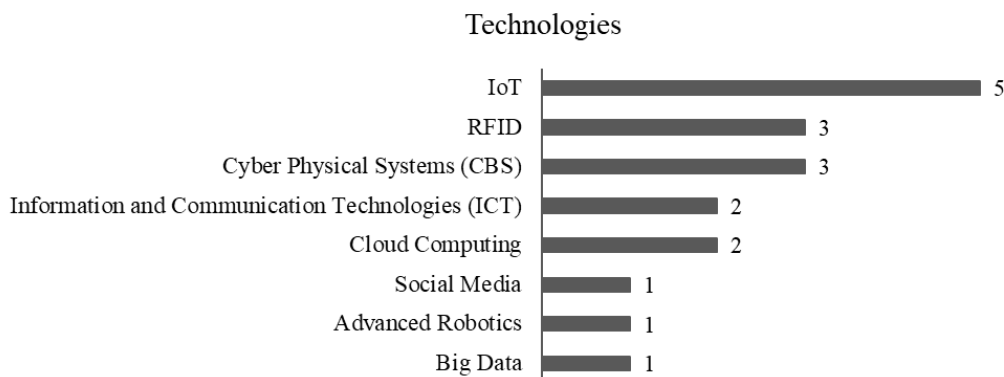 Technologies
IoT 5
RFID 3
Cyber Physical Systems (CBS) 3
Information and Communication Technologies (ICT) 2
Cloud Computing 2
Social Media 1
Advanced Robotics 1
Big Data 1